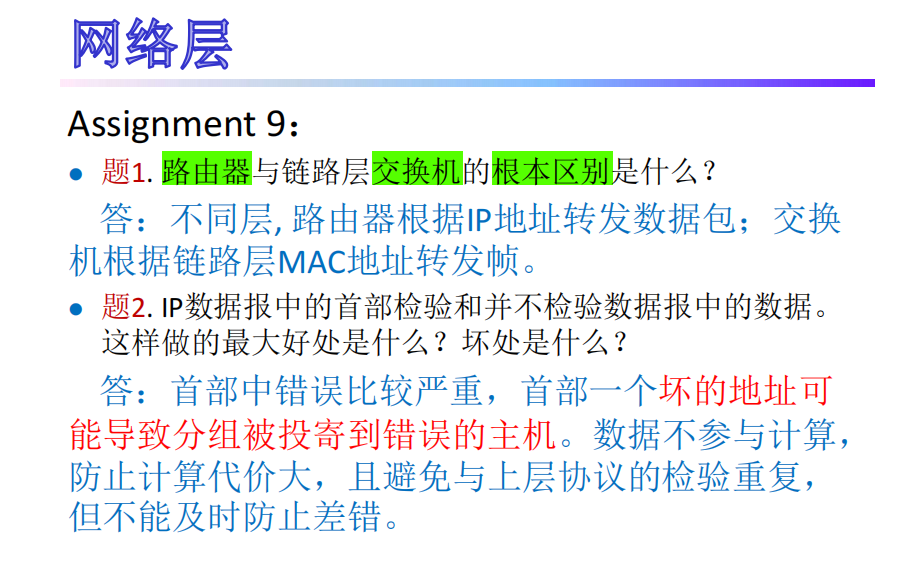 网络层
Assignment 9：
题1. 路由器与链路层交换机的根本区别是什么？
答：不同层, 路由器根据IP地址转发数据包；交换
机根据链路层MAC地址转发帧。
题2. IP数据报中的首部检验和并不检验数据报中的数据。
这样做的最大好处是什么？坏处是什么？
答：首部中错误比较严重，首部一个坏的地址可
能导致分组被投寄到错误的主机。数据不参与计算，
防止计算代价大，且避免与上层协议的检验重复，
但不能及时防止差错。